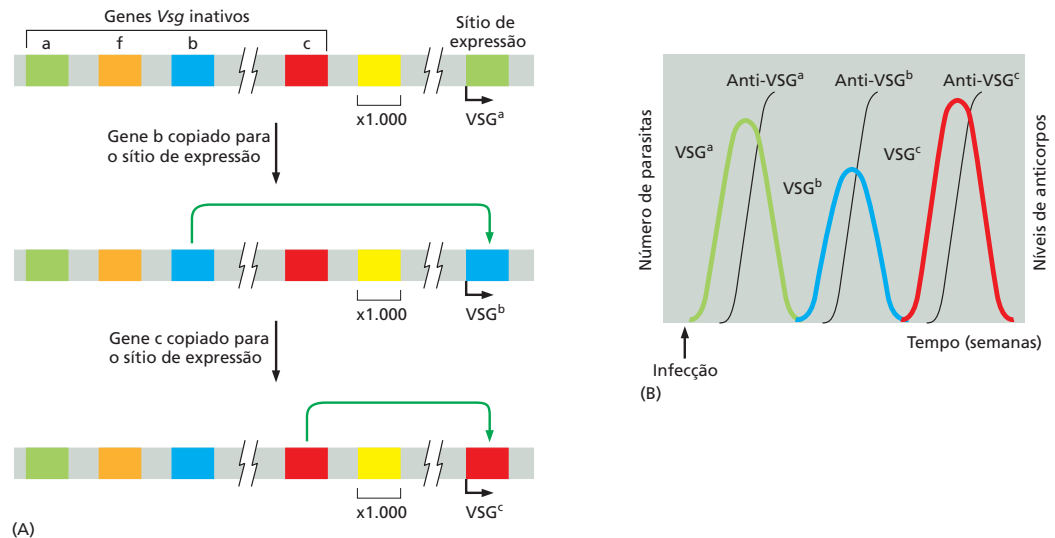 Genes Vsg inativos
a f b c
Sítio de
expressão
x1.000
VSGa
Gene b copiado para
o sítio de expressão
x1.000
VSGb
Gene c copiado para
o sítio de expressão
x1.000
VSGc
(A)
Número de parasitas
Anti-VSGa
Anti-VSGb
Anti-VSGc
VSGa
VSGb
VSGc
Níveis de anticorpos
Tempo (semanas)
Infecção
(B)